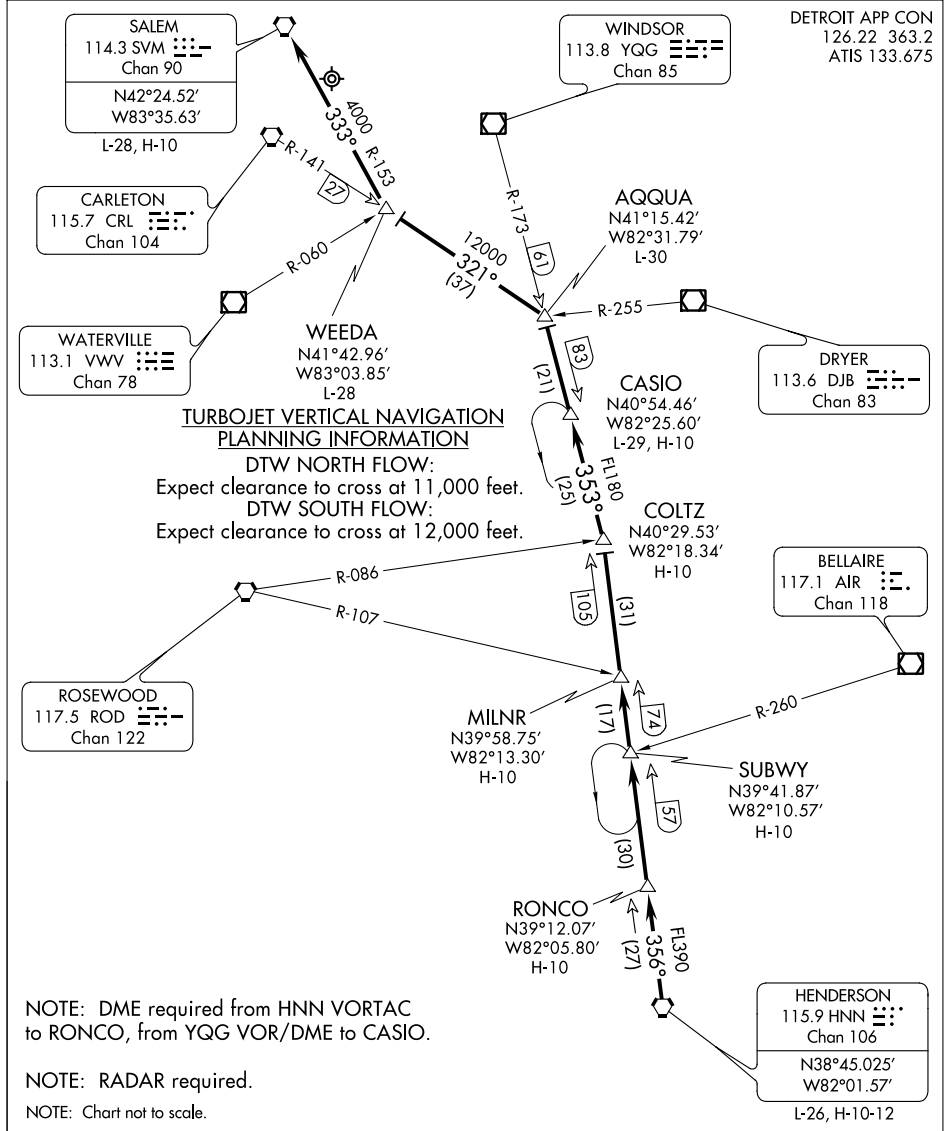 DETROIT APP CON
126.22 363.2
ATIS 133.675
SALEM
114.3 SVM
Chan 90
N42°24.52′
W83°35.63′
L-28, H-10
WINDSOR
113.8 YQG
Chan 85
4000
333°
R-153
R-141
27
CARLETON
115.7 CRL
Chan 104
R-173
61
AQQUA
N41°15.42′
W82°31.79′
L-30
R-060
12000
321°
(37)
R-255
WATERVILLE
113.1 VWV
Chan 78
WEEDA
N41°42.96′
W83°03.85′
L-28
83
(21)
DRYER
113.6 DJB
Chan 83
CASIO
N40°54.46′
W82°25.60′
L-29, H-10
TURBOJET VERTICAL NAVIGATION
PLANNING INFORMATION
DTW NORTH FLOW:
Expect clearance to cross at 11,000 feet.
DTW SOUTH FLOW:
Expect clearance to cross at 12,000 feet.
FL180
353°
(25)
COLTZ
N40°29.53′
W82°18.34′
H-10
R-086
R-107
105
(31)
BELLAIRE
117.1 AIR
Chan 118
ROSEWOOD
117.5 ROD
Chan 122
MILNR
N39°58.75′
W82°13.30′
H-10
(17)
74
R-260
SUBWY
N39°41.87′
W82°10.57′
H-10
57
(30)
RONCO
N39°12.07′
W82°05.80′
H-10
(27)
356°
FL390
HENDERSON
115.9 HNN
Chan 106
N38°45.025′
W82°01.57′
L-26, H-10-12
NOTE: DME required from HNN VORTAC
to RONCO, from YQG VOR/DME to CASIO.
NOTE: RADAR required.
NOTE: Chart not to scale.